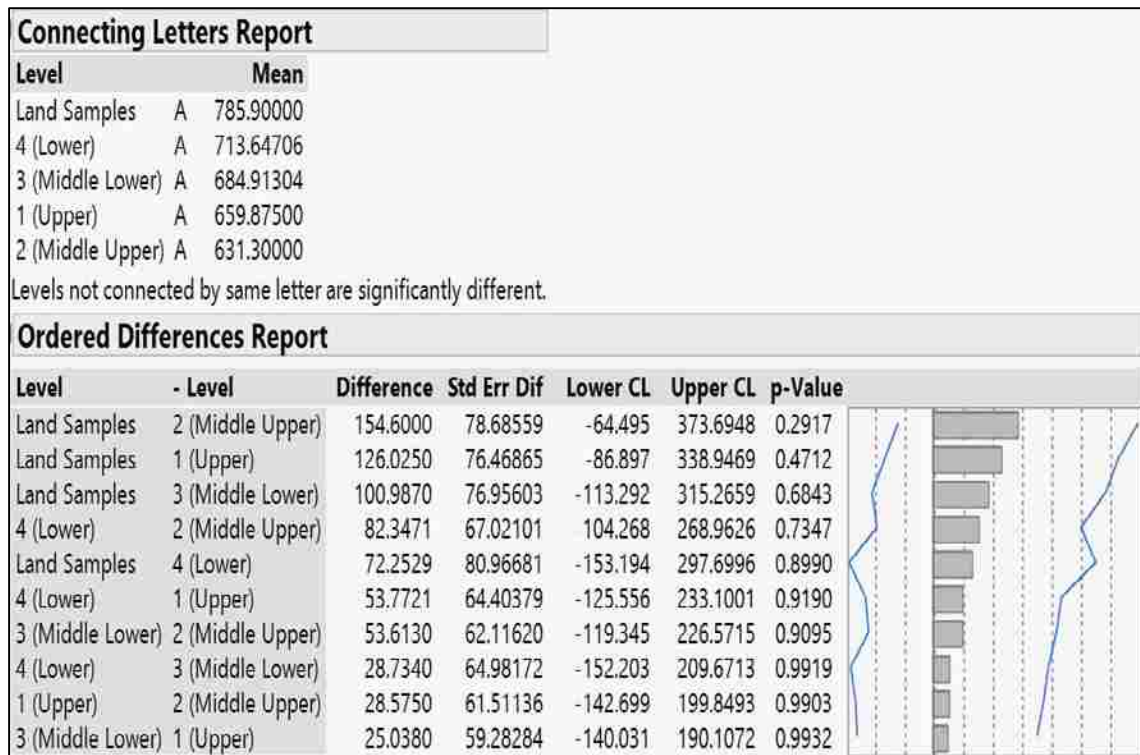 Connecting Letters Report
Level Mean
Land Samples A 785.90000
4 (Lower) A 713.64706
3 (Middle Lower) A 684.91304
1 (Upper) A 659.87500
2 (Middle Upper) A 631.30000
Levels not connected by same letter are significantly different.
Ordered Differences Report
Level - Level Difference Std Err Dif Lower CL Upper CL p-Value
Land Samples 2 (Middle Upper) 154.6000 78.68559 -64.495 373.6948 0.2917
Land Samples 1 (Upper) 126.0250 76.46865 -86.897 338.9469 0.4712
Land Samples 3 (Middle Lower) 100.9870 76.95603 -113.292 315.2659 0.6843
4 (Lower) 2 (Middle Upper) 82.3471 67.02101 104.268 268.9626 0.7347
Land Samples 4 (Lower) 72.2529 80.96681 -153.194 297.6996 0.8990
4 (Lower) 1 (Upper) 53.7721 64.40379 -125.556 233.1001 0.9190
3 (Middle Lower) 2 (Middle Upper) 53.6130 62.11620 -119.345 226.5715 0.9095
4 (Lower) 3 (Middle Lower) 28.7340 64.98172 -152.203 209.6713 0.9919
1 (Upper) 2 (Middle Upper) 28.5750 61.51136 -142.699 199.8493 0.9903
3 (Middle Lower) 1 (Upper) 25.0380 59.28284 -140.031 190.1072 0.9932